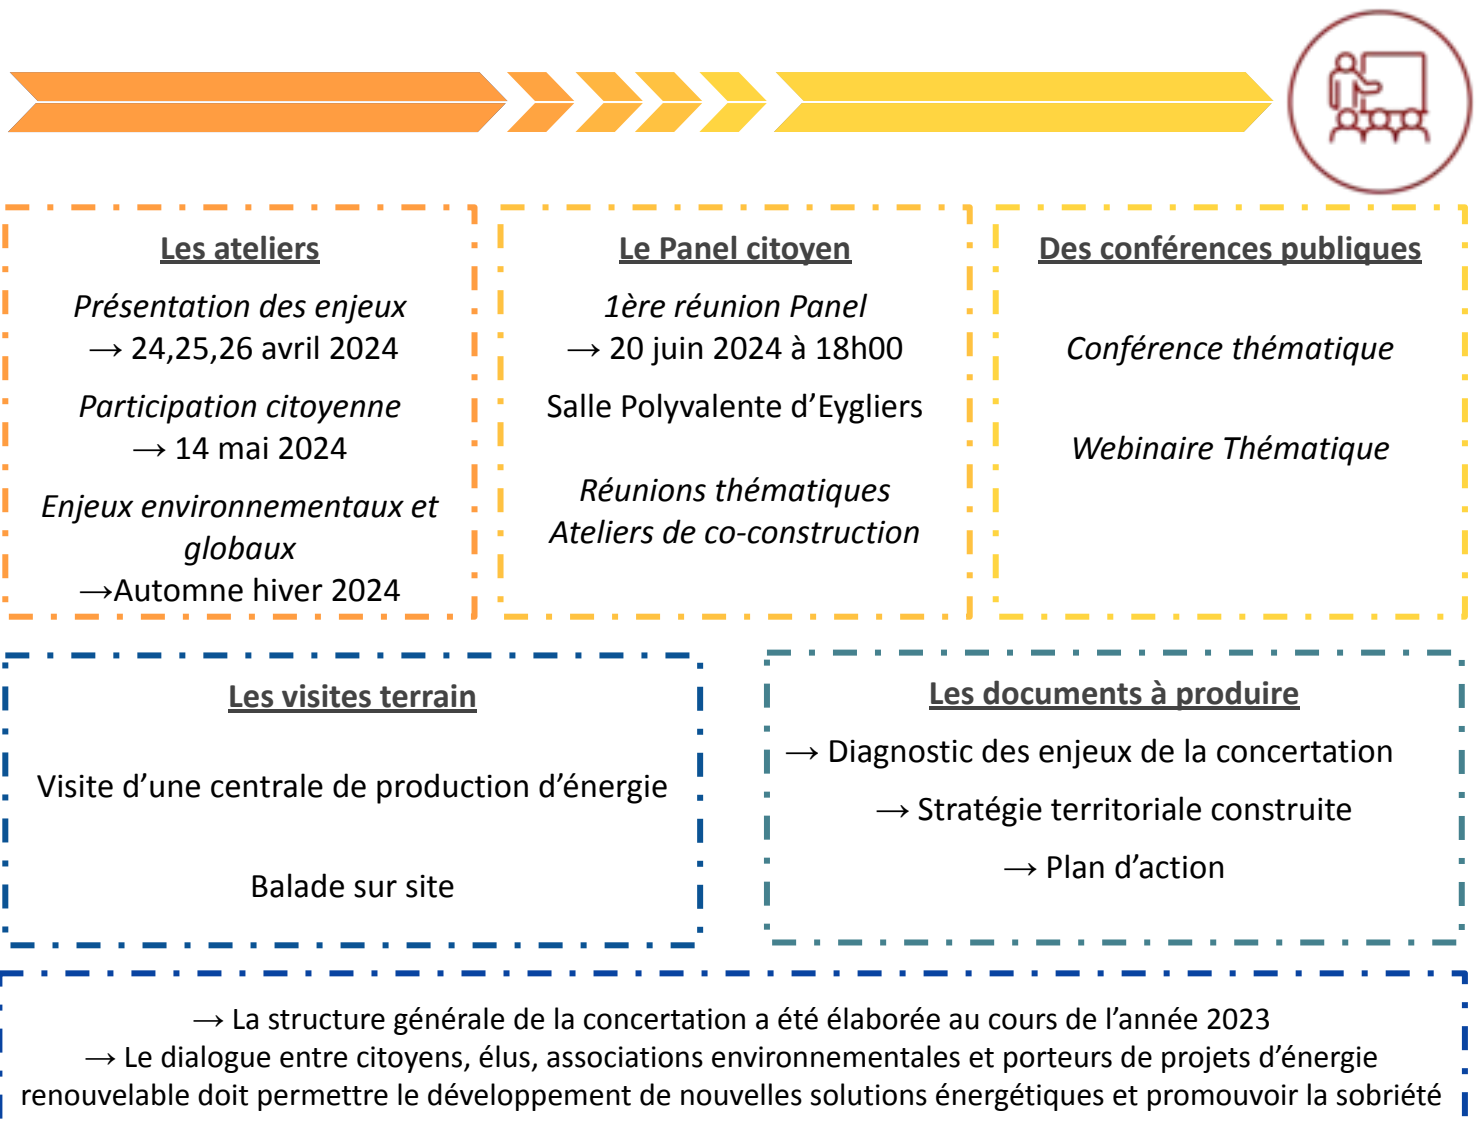 Les ateliers
Présentation des enjeux
→ 24,25,26 avril 2024
Participation citoyenne
→ 14 mai 2024
Enjeux environnementaux et
globaux
→Automne hiver 2024
Le Panel citoyen
1ère réunion Panel
→ 20 juin 2024 à 18h00
Salle Polyvalente d’Eygliers
Réunions thématiques
Ateliers de co-construction
Des conférences publiques
Conférence thématique
Webinaire Thématique
Les visites terrain
Visite d’une centrale de production d’énergie
Balade sur site
Les documents à produire
→ Diagnostic des enjeux de la concertation
→ Stratégie territoriale construite
→ Plan d’action
→ La structure générale de la concertation a été élaborée au cours de l’année 2023
→ Le dialogue entre citoyens, élus, associations environnementales et porteurs de projets d’énergie
renouvelable doit permettre le développement de nouvelles solutions énergétiques et promouvoir la sobriété